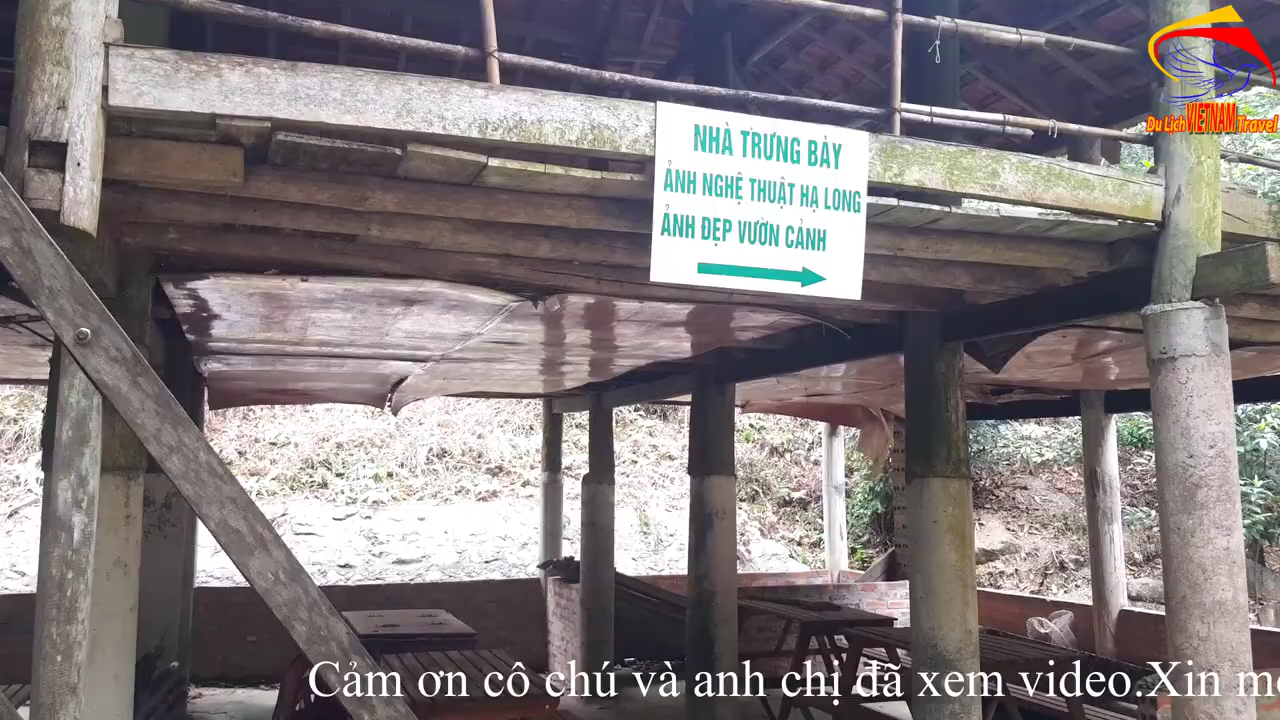 Du Lịch VIETNAM Travel
NHÀ TRƯNG BÀY
ẢNH NGHỆ THUẬT HẠ LONG
ẢNH ĐẸP VƯỜN CẢNH
Cảm ơn cô chú và anh chị đã xem video.Xin